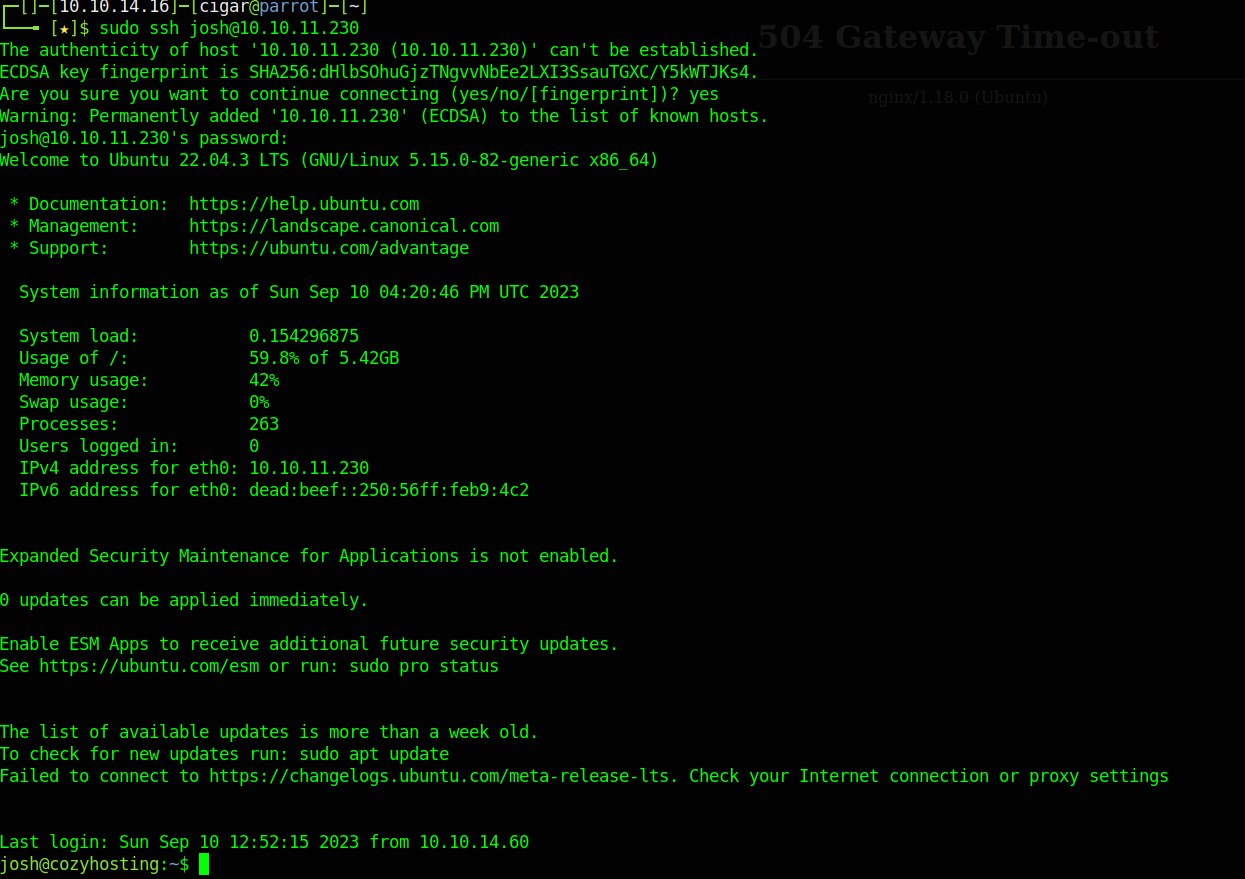 ┌─[]─[10.10.14.16]─[cigar@parrot]─[~]
└──╼ [★]$ sudo ssh josh@10.10.11.230
504 Gateway Time-out
The authenticity of host '10.10.11.230 (10.10.11.230)' can't be established.
ECDSA key fingerprint is SHA256:dHlbSOhuGjzTNgvvNbEe2LXI3SsauTGXC/Y5kWTJKs4.
Are you sure you want to continue connecting (yes/no/[fingerprint])? yes
nginx/1.18.0 (Ubuntu)
Warning: Permanently added '10.10.11.230' (ECDSA) to the list of known hosts.
josh@10.10.11.230's password:
Welcome to Ubuntu 22.04.3 LTS (GNU/Linux 5.15.0-82-generic x86_64)
* Documentation:  https://help.ubuntu.com
* Management:     https://landscape.canonical.com
* Support:        https://ubuntu.com/advantage
System information as of Sun Sep 10 04:20:46 PM UTC 2023
System load:           0.154296875
Usage of /:            59.8% of 5.42GB
Memory usage:          42%
Swap usage:            0%
Processes:             263
Users logged in:       0
IPv4 address for eth0: 10.10.11.230
IPv6 address for eth0: dead:beef::250:56ff:feb9:4c2
Expanded Security Maintenance for Applications is not enabled.
0 updates can be applied immediately.
Enable ESM Apps to receive additional future security updates.
See https://ubuntu.com/esm or run: sudo pro status
The list of available updates is more than a week old.
To check for new updates run: sudo apt update
Failed to connect to https://changelogs.ubuntu.com/meta-release-lts. Check your Internet connection or proxy settings
Last login: Sun Sep 10 12:52:15 2023 from 10.10.14.60
josh@cozyhosting:~$